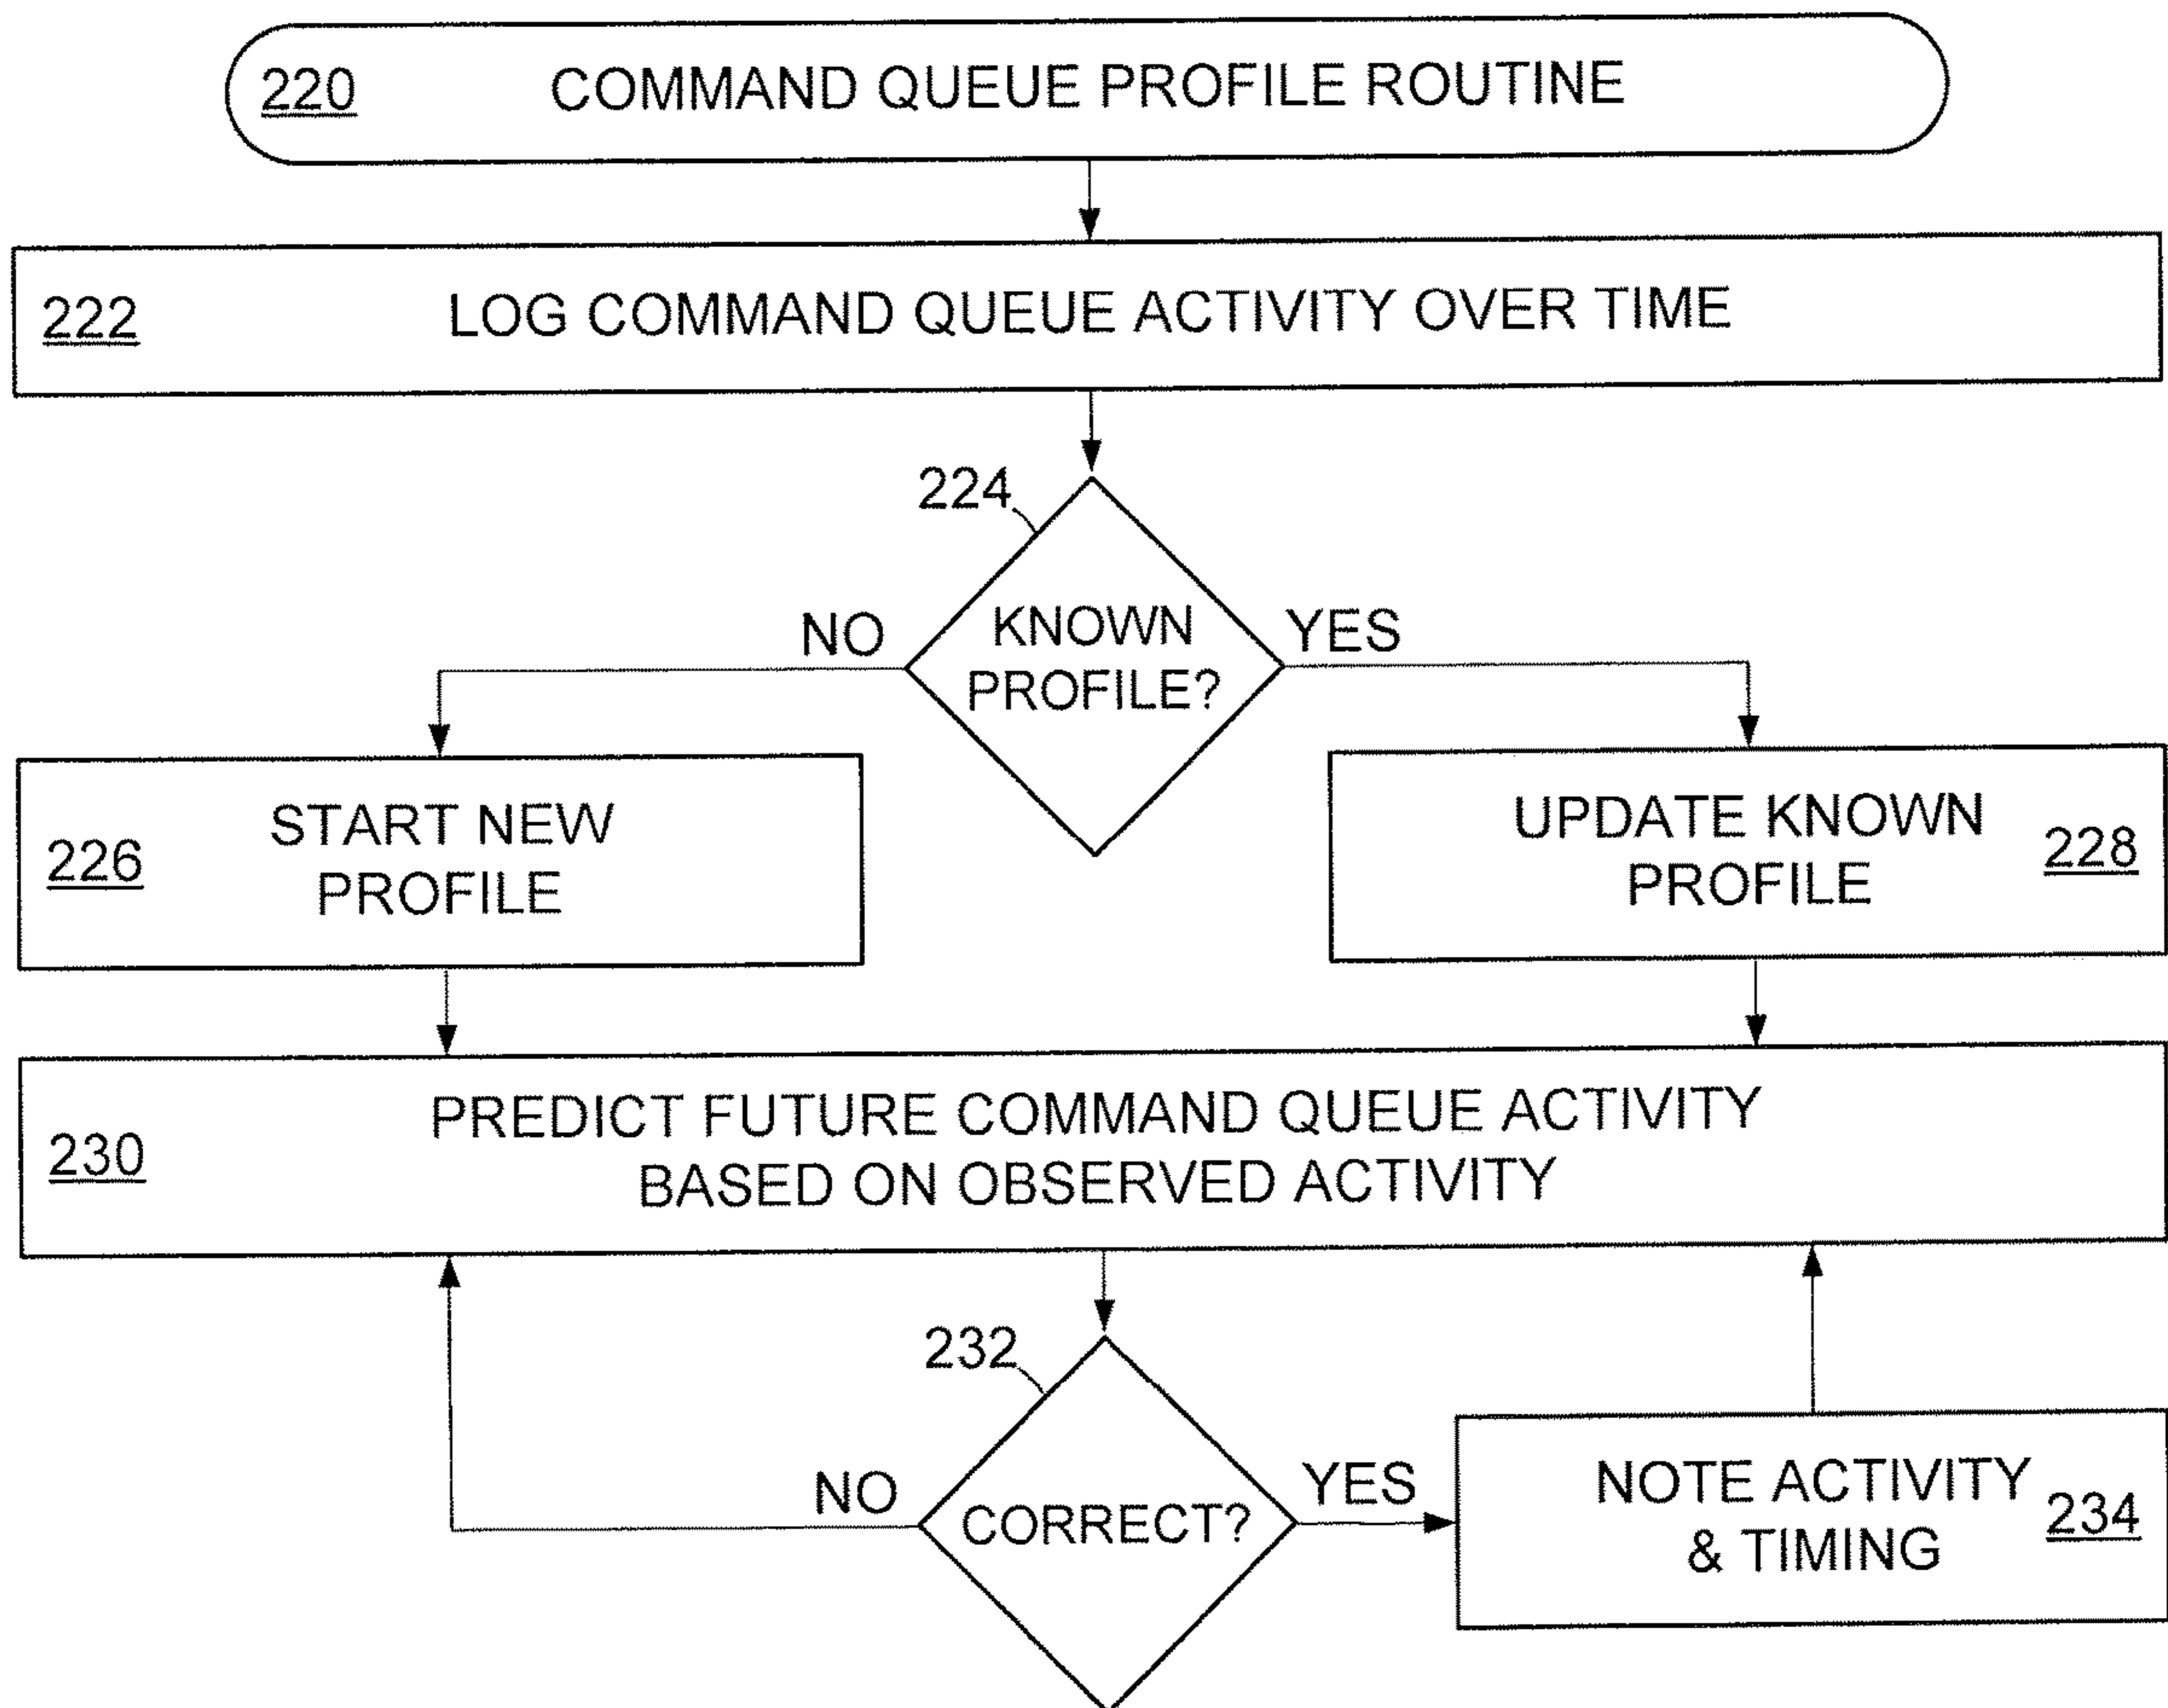 220 COMMAND QUEUE PROFILE ROUTINE
222 LOG COMMAND QUEUE ACTIVITY OVER TIME
224
NO
KNOWN
PROFILE?
YES
226
START NEW
PROFILE
UPDATE KNOWN
PROFILE
228
230
PREDICT FUTURE COMMAND QUEUE ACTIVITY
BASED ON OBSERVED ACTIVITY
232
NO
CORRECT?
YES
NOTE ACTIVITY
& TIMING
234